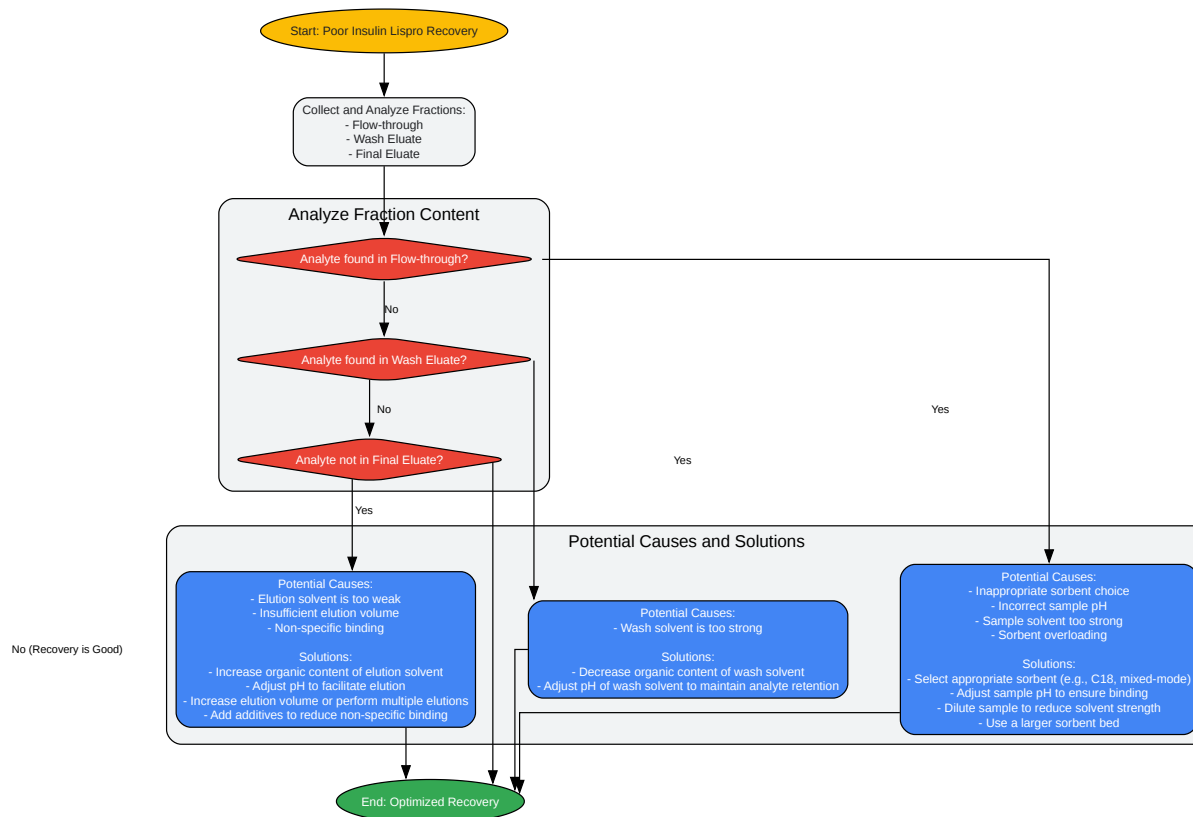 Start: Poor Insulin Lispro Recovery
Collect and Analyze Fractions:
- Flow-through
- Wash Eluate
- Final Eluate
Analyze Fraction Content
Analyte found in Flow-through?
No
Analyte found in Wash Eluate?
No
Yes
Analyte not in Final Eluate?
Yes
Yes
Potential Causes and Solutions
Potential Causes:
- Elution solvent is too weak
- Insufficient elution volume
- Non-specific binding
Solutions:
- Increase organic content of elution solvent
- Adjust pH to facilitate elution
- Increase elution volume or perform multiple elutions
- Add additives to reduce non-specific binding
Potential Causes:
- Wash solvent is too strong
Solutions:
- Decrease organic content of wash solvent
- Adjust pH of wash solvent to maintain analyte retention
Potential Causes:
- Inappropriate sorbent choice
- Incorrect sample pH
- Sample solvent too strong
- Sorbent overloading
Solutions:
- Select appropriate sorbent (e.g., C18, mixed-mode)
- Adjust sample pH to ensure binding
- Dilute sample to reduce solvent strength
- Use a larger sorbent bed
No (Recovery is Good)
End: Optimized Recovery